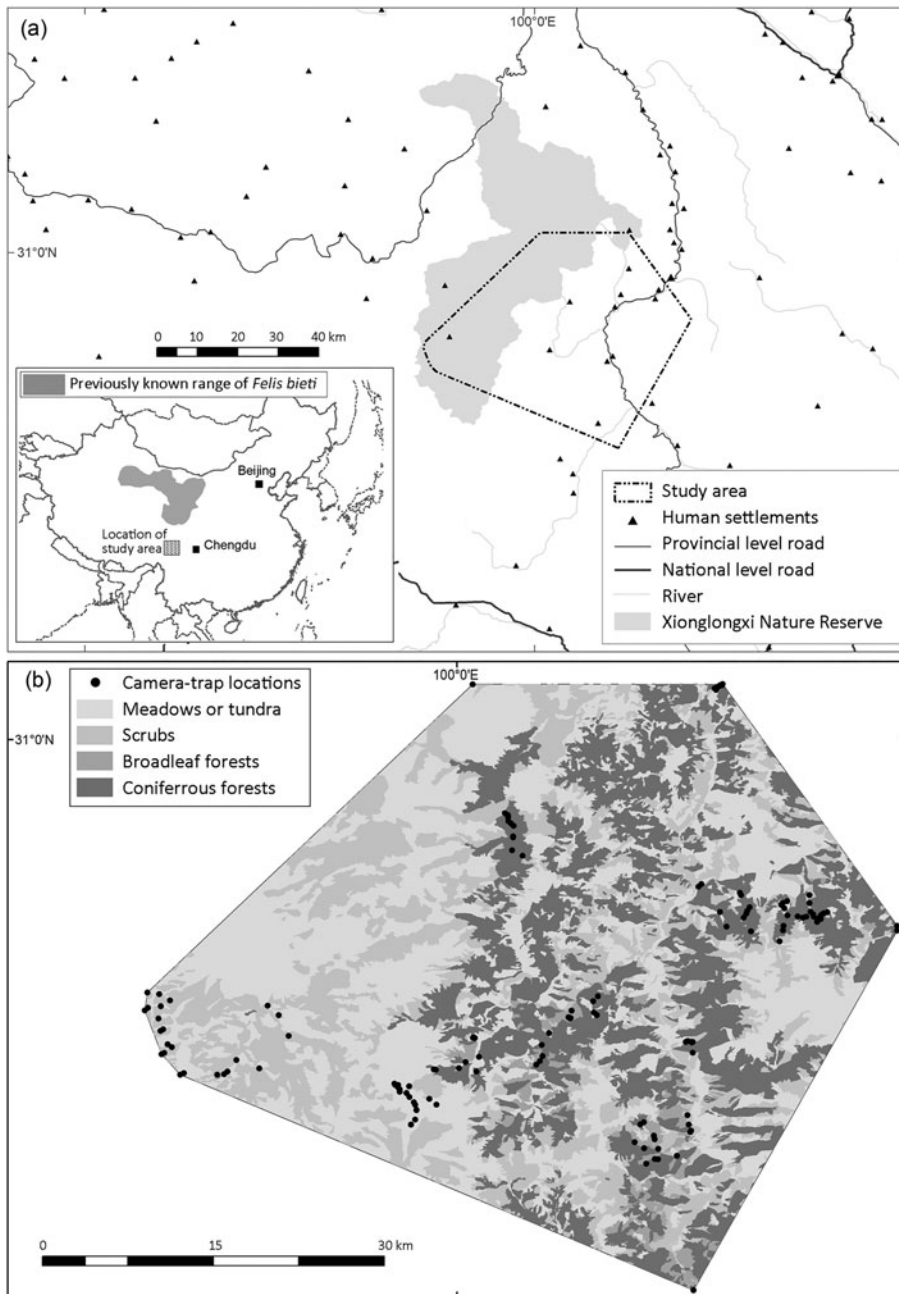 (a)
100°0'E
31°0'N
0 10 20 30 40 km
Previously known range of Felis bieti
Beijing
Location of
study area
Chengdu
Study area
Human settlements
Provincial level road
National level road
River
Xionglongxi Nature Reserve
(b)
100°0'E
Camera-trap locations
Meadows or tundra
Scrubs
Broadleaf forests
Coniferrous forests
31°0'N
0 15 30 km